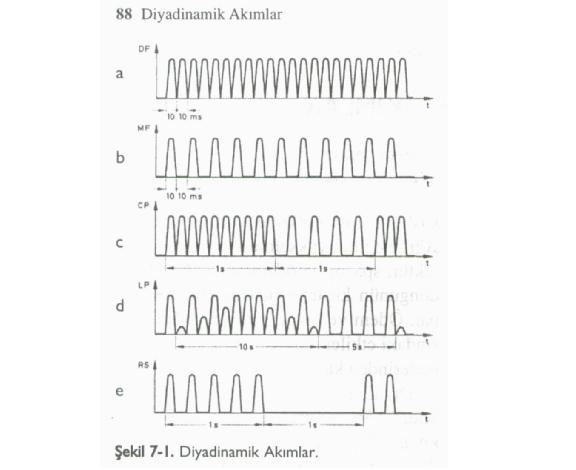 88 Diyadinamik Akımlar
DF
a
t
10 10 ms
MF
b
t
10 10 ms
CP
c
t
1s 1s
LP
d
t
10 s 5s
RS
e
t
1s 1s
Şekil 7-1. Diyadinamik Akımlar.